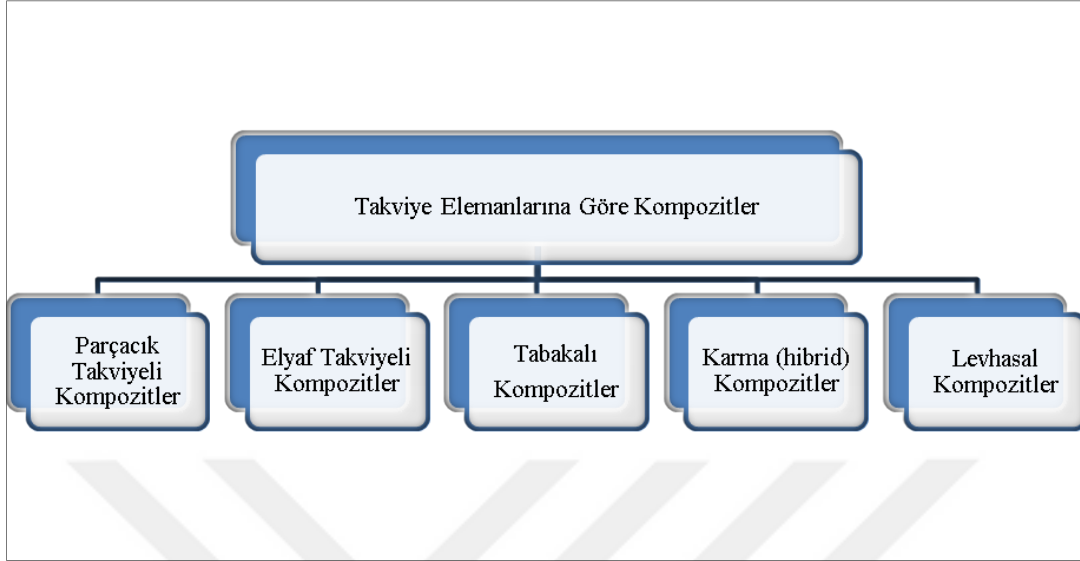 Takviye Elemanlarına Göre Kompozitler
Parçacık
Takviyeli
Kompozitler
Elyaf Takviyeli
Kompozitler
Tabakalı
Kompozitler
Karma (hibrid)
Kompozitler
Levhasal
Kompozitler